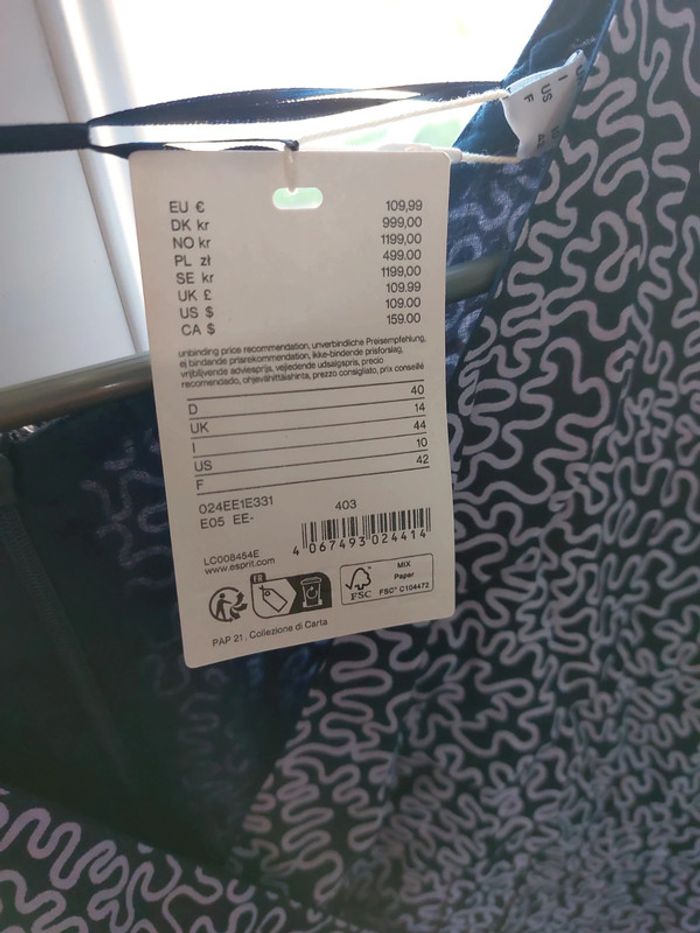 EU € 109,99
DK kr 999,00
NO kr 1199,00
PL zł 499.00
SE kr 1199,00
UK £ 109.99
US $ 109.00
CA $ 159.00
unbinding price recommendation, unverbindliche Preisempfehlung,
ej bindande prisrekommendation, ikke-bindende prisforslag,
vrijblijvende adviesprijs, vejledende udsalgspris, precio
recomendado, ohjevähittäishinta, prezzo consigliato, prix conseillé
D 40
UK 14
I 44
US 10
F 42
024EE1E331 403
E05 EE-
4 067493 024414
LC008454E
www.esprit.com
FR
MIX
Paper
FSC™ C104472
FSC
PAP 21, Collezione di Carta
I
US
F